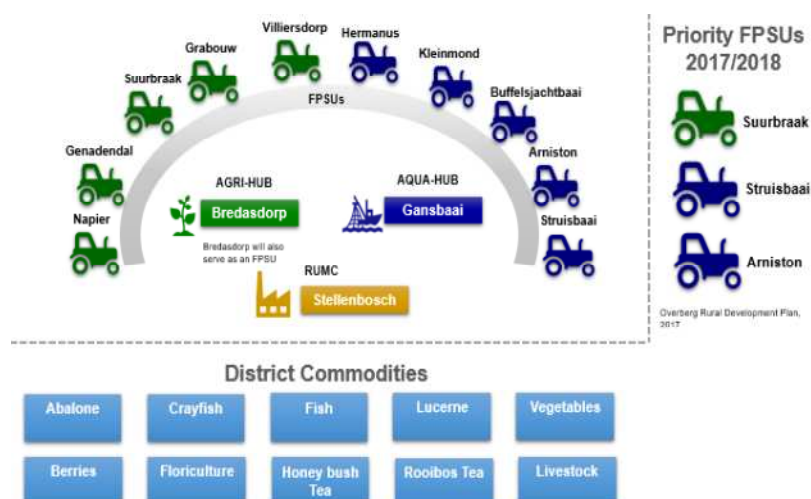 Villiersdorp
Hermanus
Grabouw
Kleinmond
Suurbraak
Buffelsjachtbaai
FPSUs
Genadendal
Arniston
AGRI-HUB
AQUA-HUB
Napier
Bredasdorp
Gansbaai
Struisbaai
Bredasdorp will also
serve as an FPSU
RUMC
Stellenbosch
Priority FPSUs
2017/2018
Suurbraak
Struisbaai
Arniston
Overberg Rural Development Plan,
2017
District Commodities
Abalone
Crayfish
Fish
Lucerne
Vegetables
Berries
Floriculture
Honey bush
Tea
Rooibos Tea
Livestock